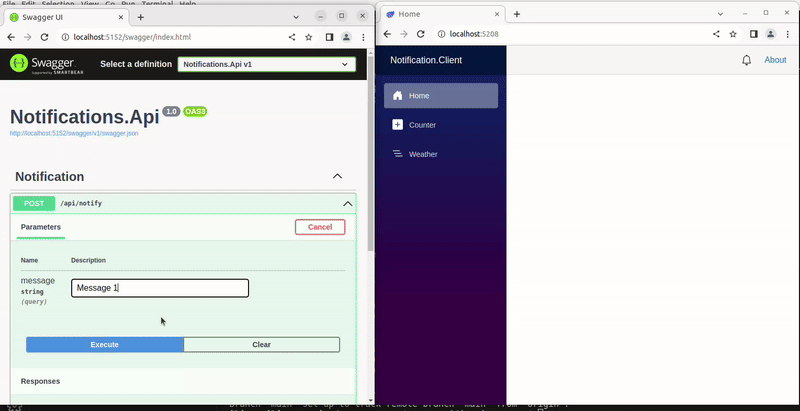 File Edit Selection View Go Run Terminal Help
Swagger UI
localhost:5152/swagger/index.html
Swagger
Supported by SMARTBEAR
Select a definition
Notifications.Api v1
Notifications.Api 1.0 OAS3
http://localhost:5152/swagger/v1/swagger.json
Notification
POST /api/notify
Parameters
Cancel
Name Description
message
string
(query)
Message 1
Execute Clear
Responses
Home
localhost:5208
Notification.Client
About
Home
Counter
Weather
branch 'main' set up to track remote branch 'main' from 'origin'.